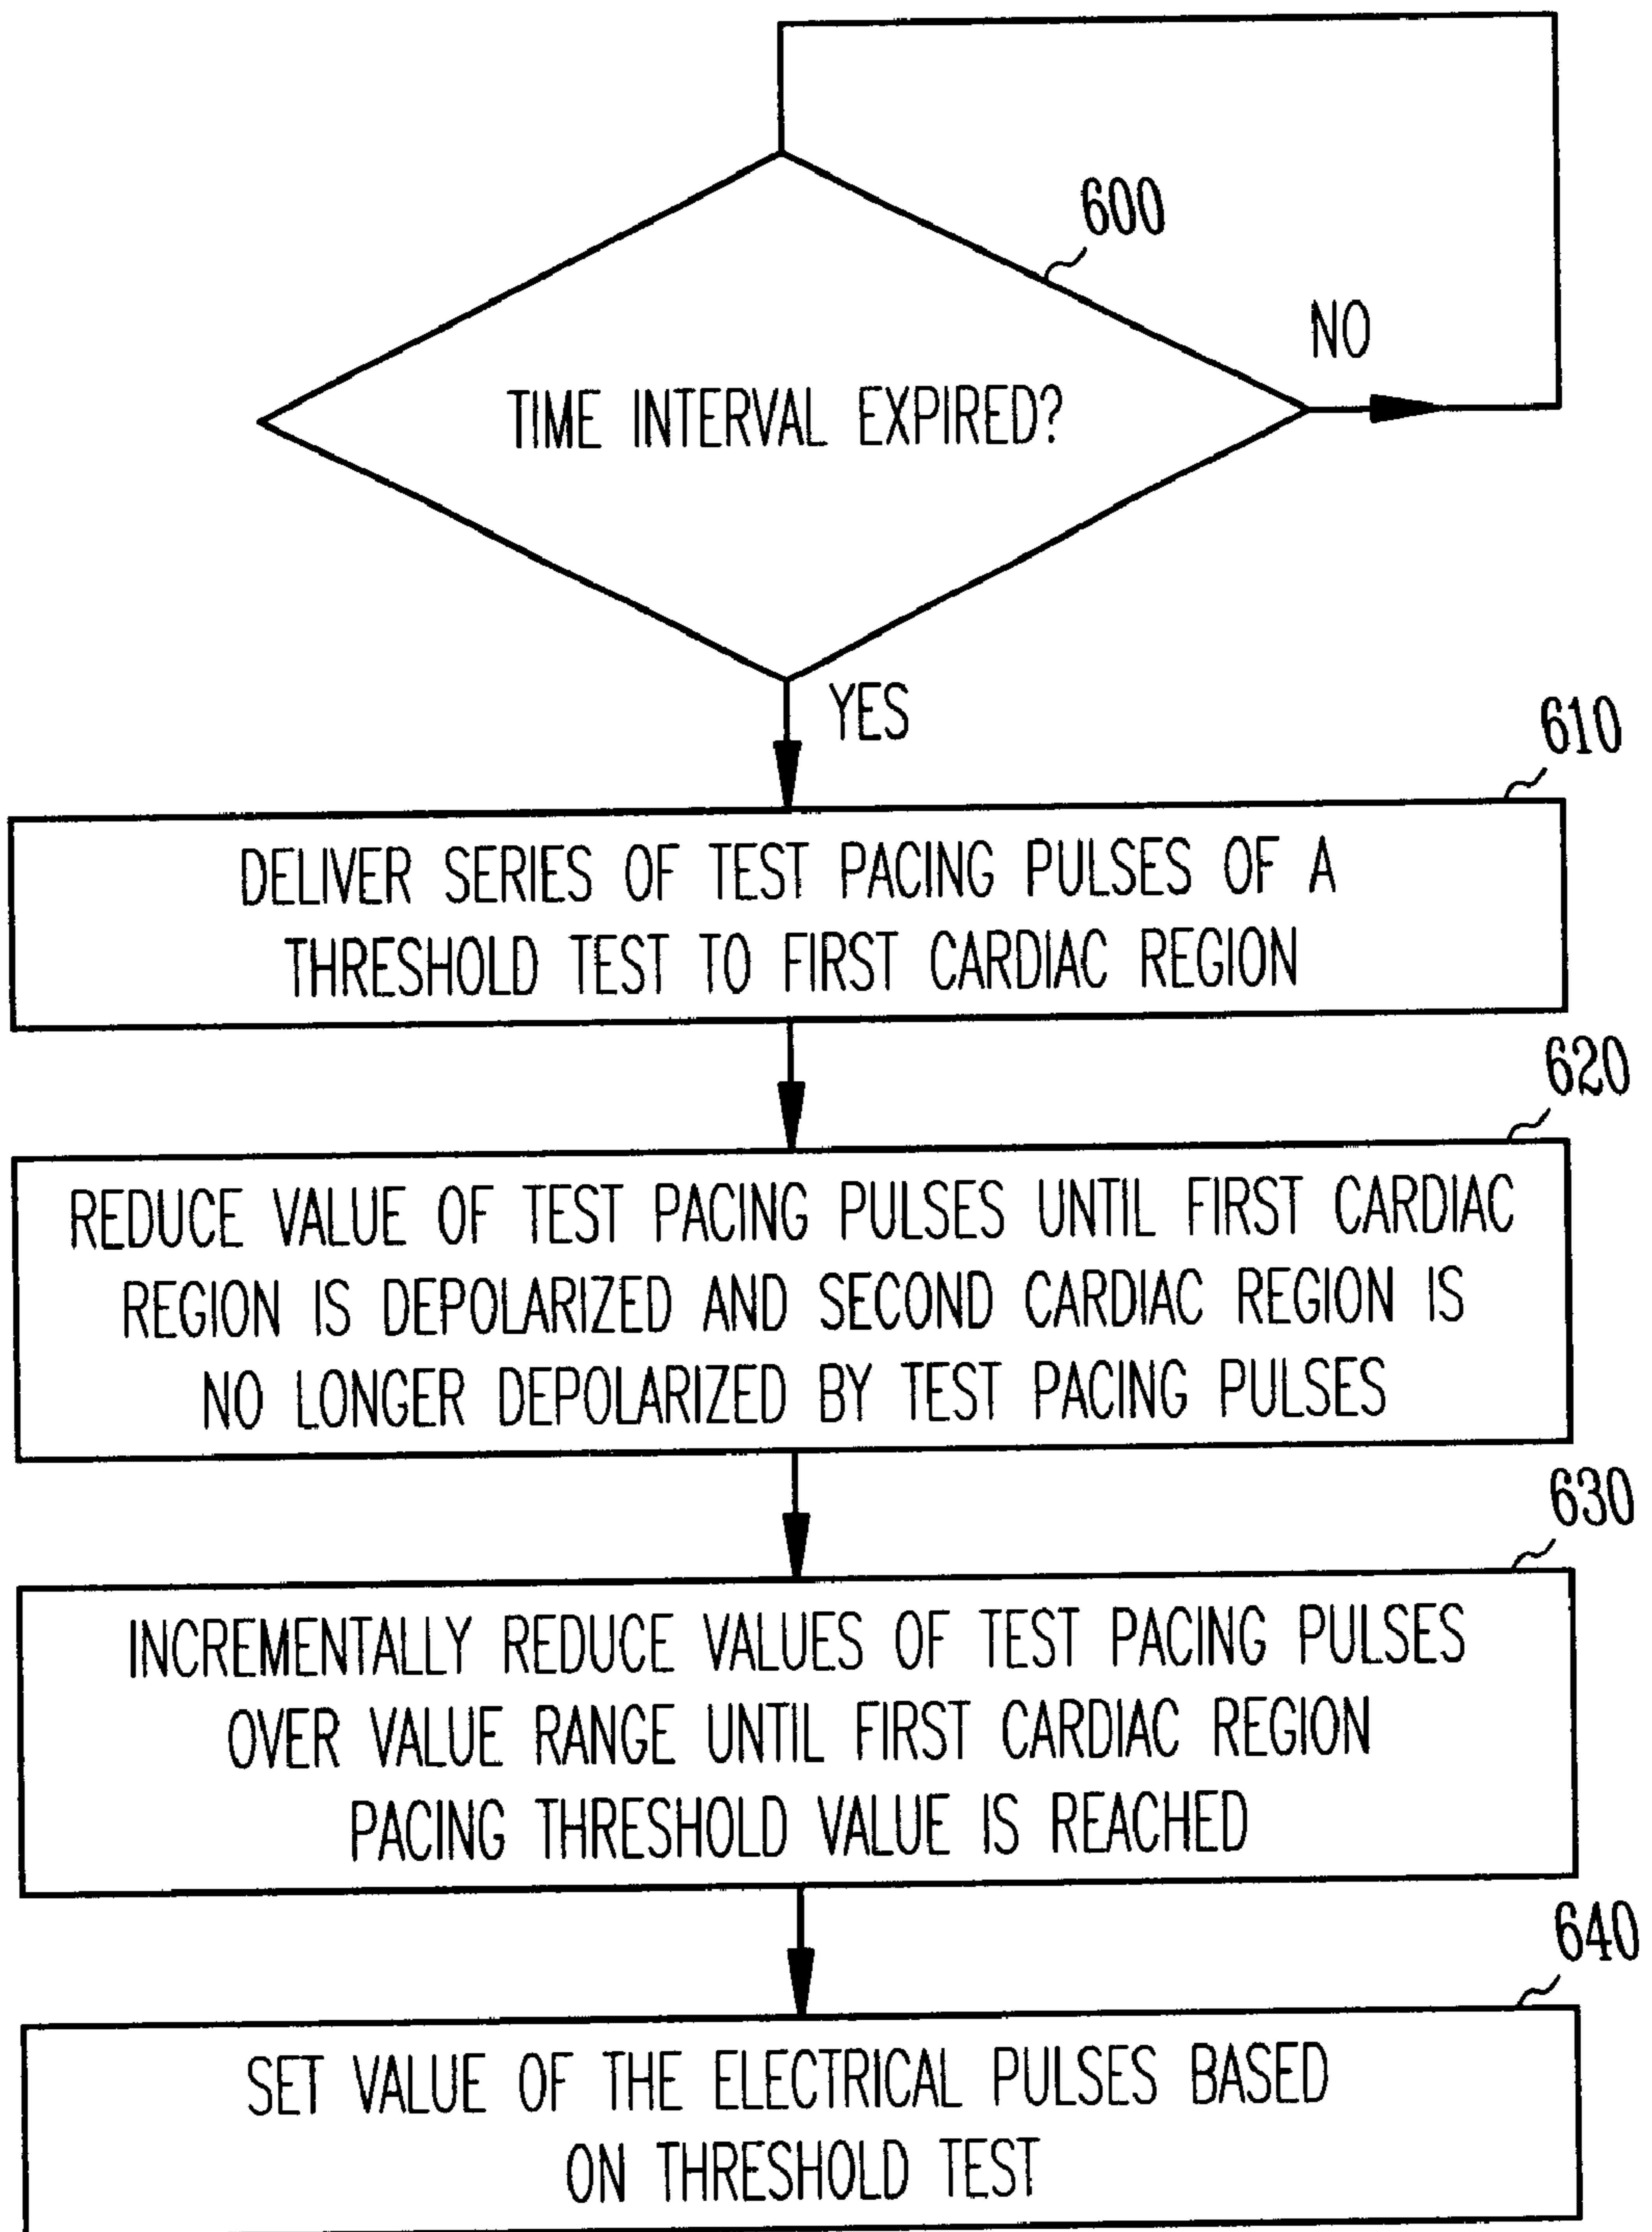 600
NO
TIME INTERVAL EXPIRED?
YES
610
DELIVER SERIES OF TEST PACING PULSES OF A
THRESHOLD TEST TO FIRST CARDIAC REGION
620
REDUCE VALUE OF TEST PACING PULSES UNTIL FIRST CARDIAC
REGION IS DEPOLARIZED AND SECOND CARDIAC REGION IS
NO LONGER DEPOLARIZED BY TEST PACING PULSES
630
INCREMENTALLY REDUCE VALUES OF TEST PACING PULSES
OVER VALUE RANGE UNTIL FIRST CARDIAC REGION
PACING THRESHOLD VALUE IS REACHED
640
SET VALUE OF THE ELECTRICAL PULSES BASED
ON THRESHOLD TEST